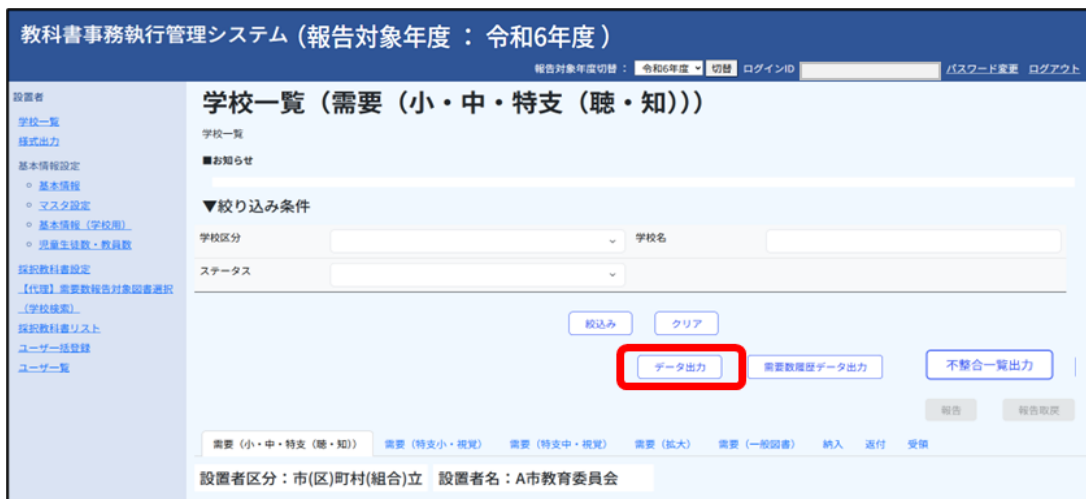 教科書事務執行管理システム (報告対象年度 ： 令和6年度 )
報告対象年度切替 ： 令和6年度 切替 ログインID パスワード変更 ログアウト
設置者
学校一覧
様式出力
基本情報設定
基本情報
マスタ設定
基本情報（学校用）
児童生徒数・教員数
採択教科書設定
【代理】需要数報告対象図書選択
（学校検索）
採択教科書リスト
ユーザ一括登録
ユーザ一覧
学校一覧（需要（小・中・特支（聴・知）））
学校一覧
■お知らせ
▼絞り込み条件
学校区分 学校名
ステータス
絞込み クリア
データ出力 需要数履歴データ出力 不整合一覧出力
報告 報告取戻
需要（小・中・特支（聴・知）） 需要（特支小・視覚） 需要（特支中・視覚） 需要（拡大） 需要（一般図書） 納入 返付 受領
設置者区分：市(区)町村(組合)立 設置者名：A市教育委員会